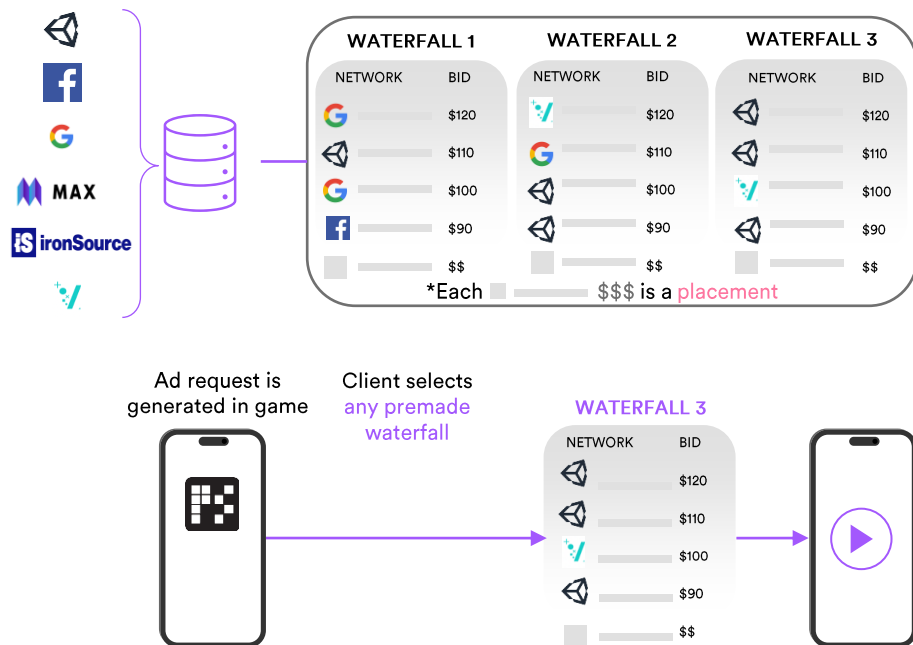 WATERFALL 1
WATERFALL 2
WATERFALL 3
NETWORK BID
NETWORK BID
NETWORK BID
$120
$110
$100
$90
$$
$120
$110
$100
$90
$$
$120
$110
$100
$90
$$
*Each $$$ is a placement
MAX
iS ironSource
Ad request is
generated in game
Client selects
any premade
waterfall
WATERFALL 3
NETWORK BID
$120
$110
$100
$90
$$